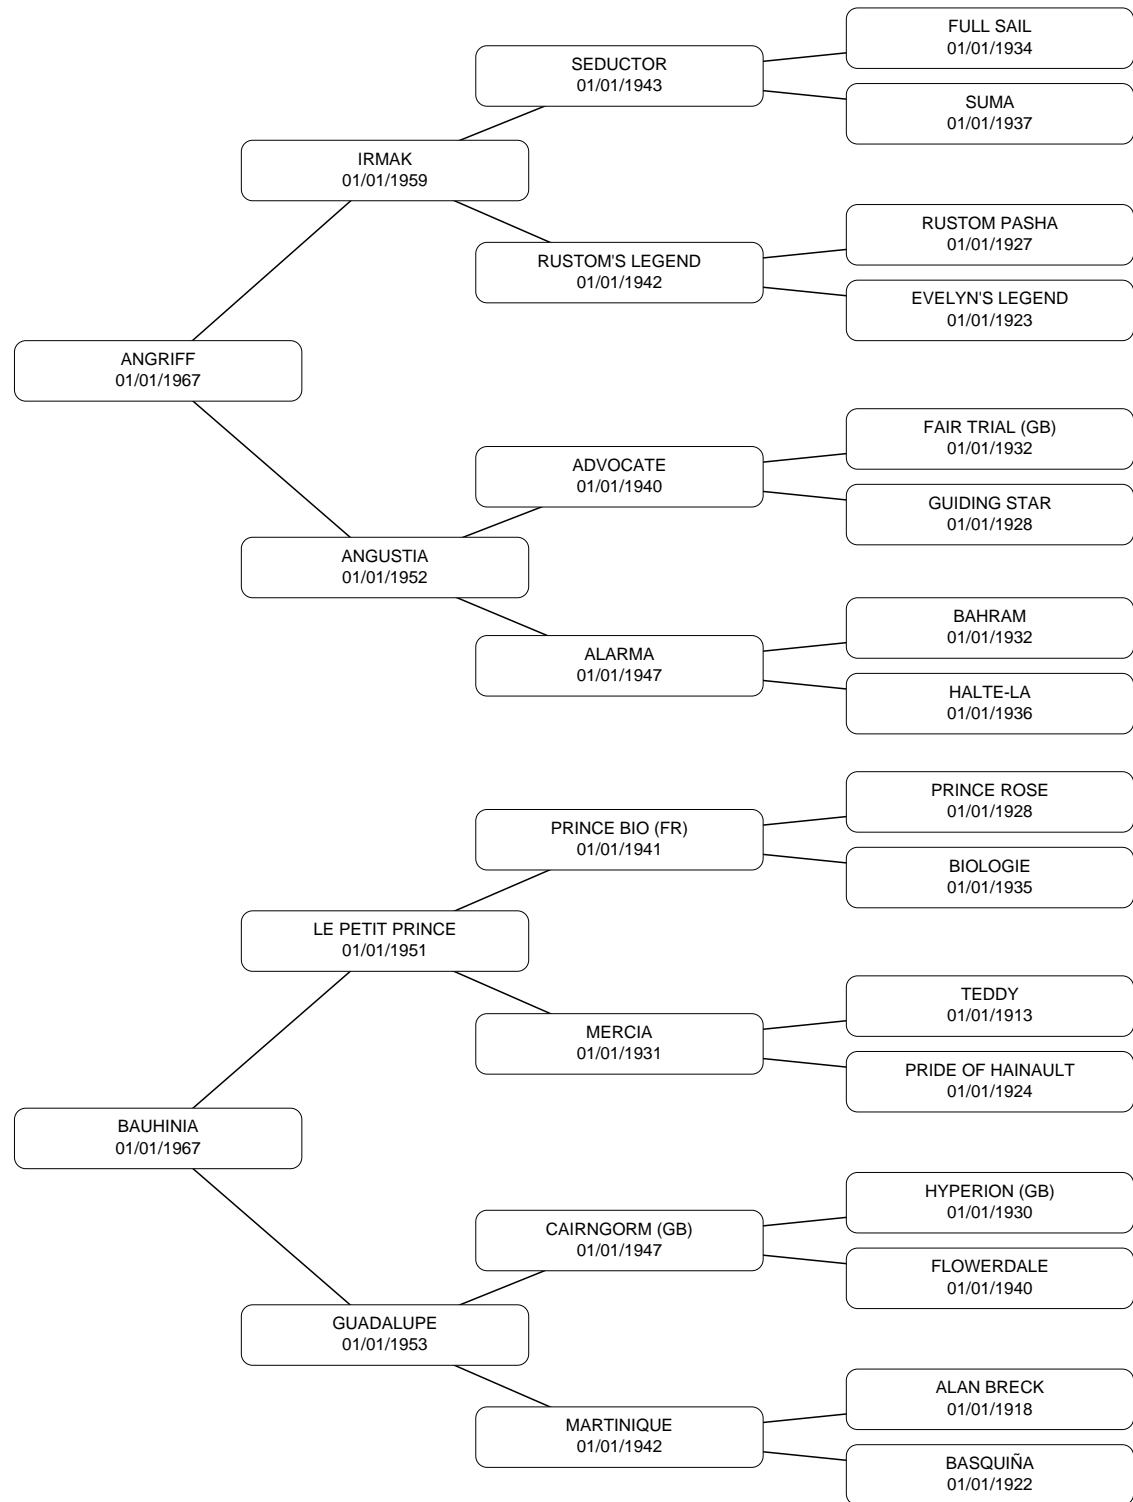 FULL SAIL
01/01/1934
SEDUCTOR
01/01/1943
SUMA
01/01/1937
IRMAK
01/01/1959
RUSTOM PASHA
01/01/1927
RUSTOM'S LEGEND
01/01/1942
EVELYN'S LEGEND
01/01/1923
ANGRIFF
01/01/1967
FAIR TRIAL (GB)
01/01/1932
ADVOCATE
01/01/1940
GUIDING STAR
01/01/1928
ANGUSTIA
01/01/1952
BAHRAM
01/01/1932
ALARMA
01/01/1947
HALTE-LA
01/01/1936
PRINCE ROSE
01/01/1928
PRINCE BIO (FR)
01/01/1941
BIOLOGIE
01/01/1935
LE PETIT PRINCE
01/01/1951
TEDDY
01/01/1913
MERCIA
01/01/1931
PRIDE OF HAINAULT
01/01/1924
BAUHINIA
01/01/1967
HYPERION (GB)
01/01/1930
CAIRNGORM (GB)
01/01/1947
FLOWERDALE
01/01/1940
GUADALUPE
01/01/1953
ALAN BRECK
01/01/1918
MARTINIQUE
01/01/1942
BASQUIÑA
01/01/1922